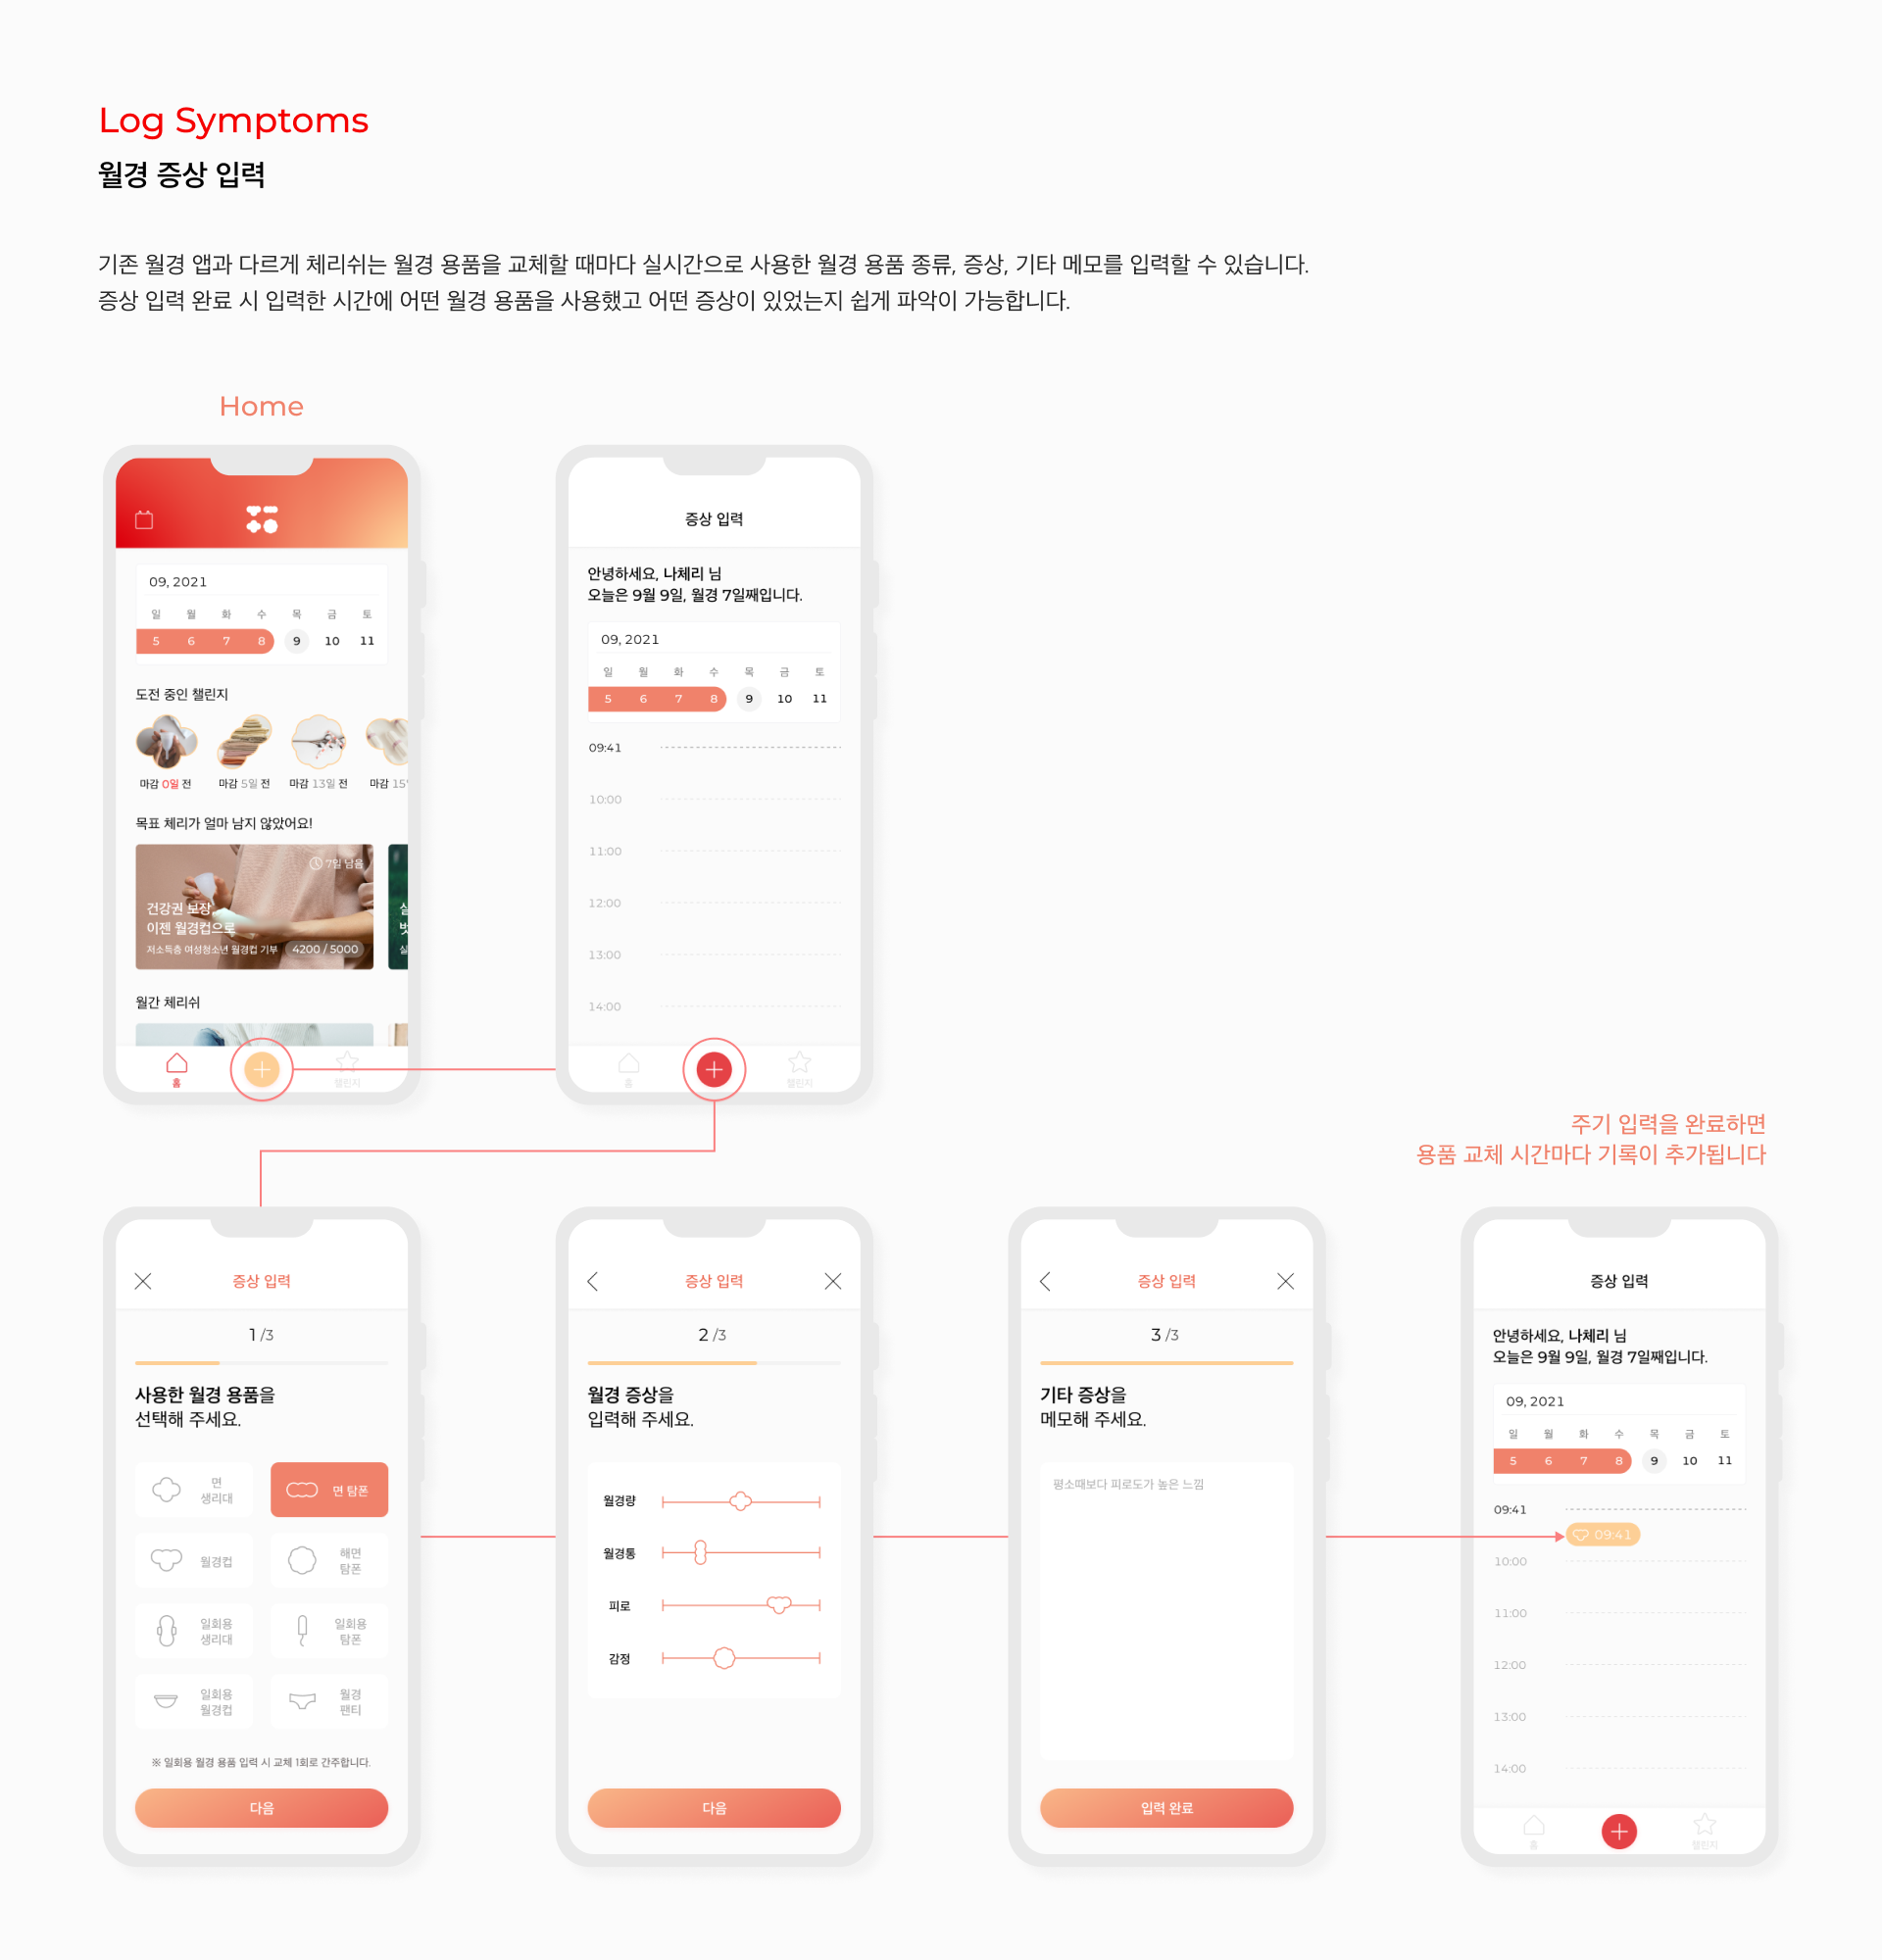 Log Symptoms
월경 증상 입력
기존 월경 앱과 다르게 체리쉬는 월경 용품을 교체할 때마다 실시간으로 사용한 월경 용품 종류, 증상, 기타 메모를 입력할 수 있습니다.
증상 입력 완료 시 입력한 시간에 어떤 월경 용품을 사용했고 어떤 증상이 있었는지 쉽게 파악이 가능합니다.
Home
09, 2021
일 월 화 수 목 금 토
5 6 7 8 9 10 11
도전 중인 챌린지
마감 0일 전
마감 5일 전
마감 13일 전
마감 15
목표 체리가 얼마 남지 않았어요!
7일 남음
건강권 보장,
이젠 월경컵으로
저소득층 여성청소년 월경컵 기부
4200 / 5000
월간 체리쉬
홈
챌린지
증상 입력
안녕하세요, 나체리 님
오늘은 9월 9일, 월경 7일째입니다.
09, 2021
일 월 화 수 목 금 토
5 6 7 8 9 10 11
09:41
10:00
11:00
12:00
13:00
14:00
홈
챌린지
주기 입력을 완료하면
용품 교체 시간마다 기록이 추가됩니다
증상 입력
1 /3
사용한 월경 용품을
선택해 주세요.
면
생리대
면 탐폰
월경컵
해면
탐폰
일회용
생리대
일회용
탐폰
일회용
월경컵
월경
팬티
※ 일회용 월경 용품 입력 시 교체 1회로 간주합니다.
다음
증상 입력
2 /3
월경 증상을
입력해 주세요.
월경량
월경통
피로
감정
다음
증상 입력
3 /3
기타 증상을
메모해 주세요.
평소때보다 피로도가 높은 느낌
입력 완료
증상 입력
안녕하세요, 나체리 님
오늘은 9월 9일, 월경 7일째입니다.
09, 2021
일 월 화 수 목 금 토
5 6 7 8 9 10 11
09:41
09:41
10:00
11:00
12:00
13:00
14:00
홈
챌린지